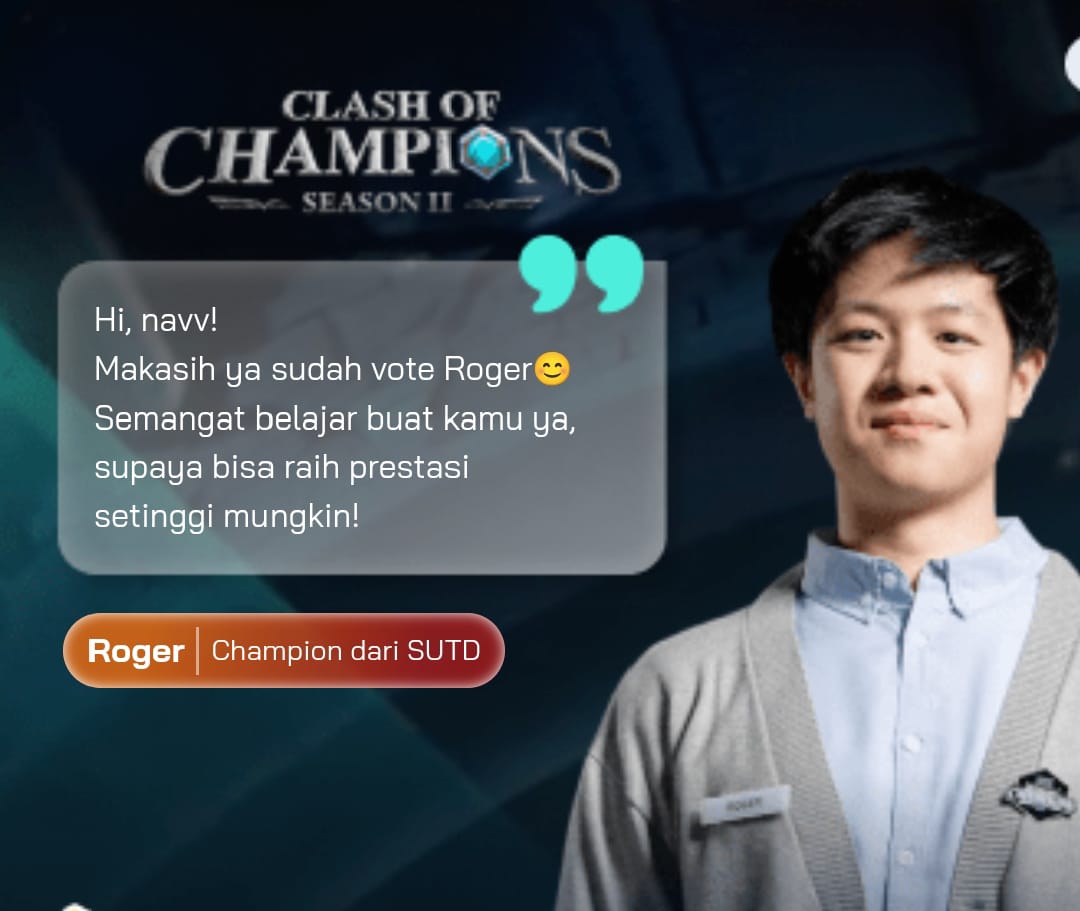 CLASH OF
CHAMPIONS
SEASON II
Hi, navv!
Makasih ya sudah vote Roger😊
Semangat belajar buat kamu ya,
supaya bisa raih prestasi
setinggi mungkin!
Roger | Champion dari SUTD